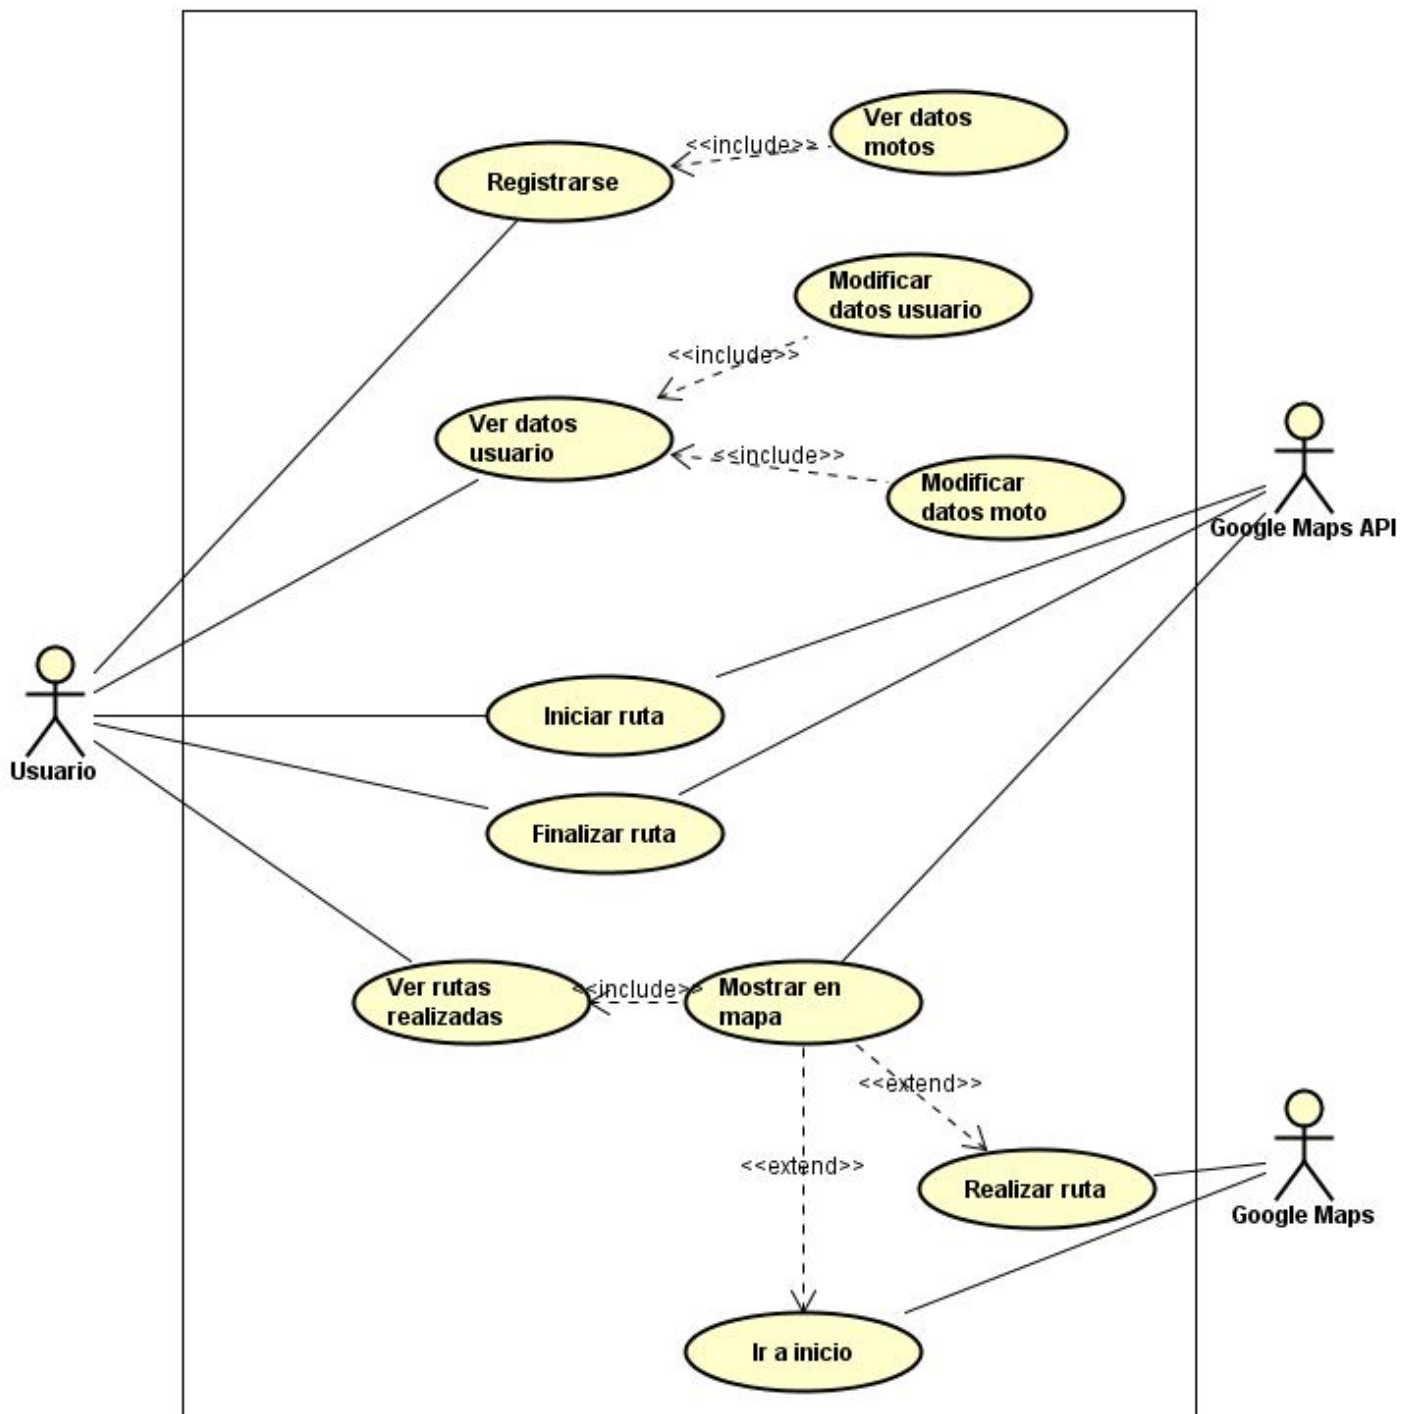 Ver datos
motos
<<include>>
Registrarse
Modificar
datos usuario
<<include>>
Ver datos
usuario
<<include>>
Modificar
datos moto
Google Maps API
Iniciar ruta
Usuario
Finalizar ruta
Ver rutas
realizadas
<<include>>
Mostrar en
mapa
<<extend>>
<<extend>>
Realizar ruta
Google Maps
Ir a inicio